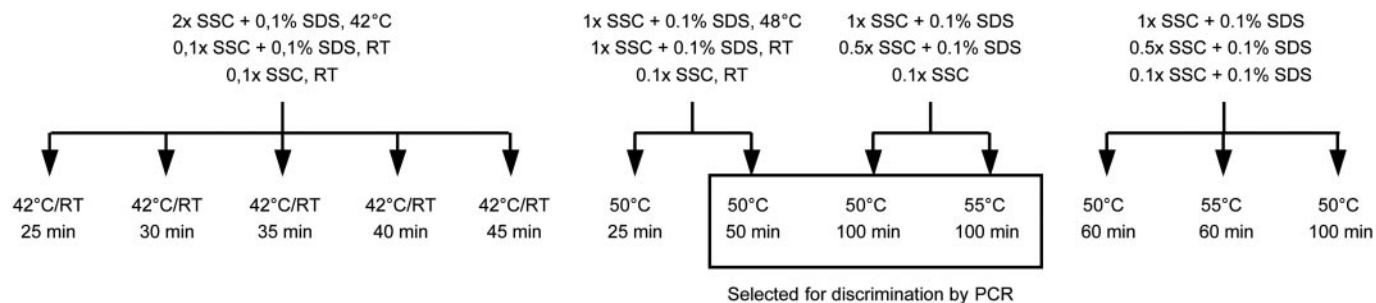 2x SSC + 0,1% SDS, 42°C
0,1x SSC + 0,1% SDS, RT
0,1x SSC, RT
1x SSC + 0.1% SDS, 48°C
1x SSC + 0.1% SDS, RT
0.1x SSC, RT
1x SSC + 0.1% SDS
0.5x SSC + 0.1% SDS
0.1x SSC
1x SSC + 0.1% SDS
0.5x SSC + 0.1% SDS
0.1x SSC + 0.1% SDS
42°C/RT
25 min
42°C/RT
30 min
42°C/RT
35 min
42°C/RT
40 min
42°C/RT
45 min
50°C
25 min
50°C
50 min
50°C
100 min
55°C
100 min
50°C
60 min
55°C
60 min
50°C
100 min
Selected for discrimination by PCR